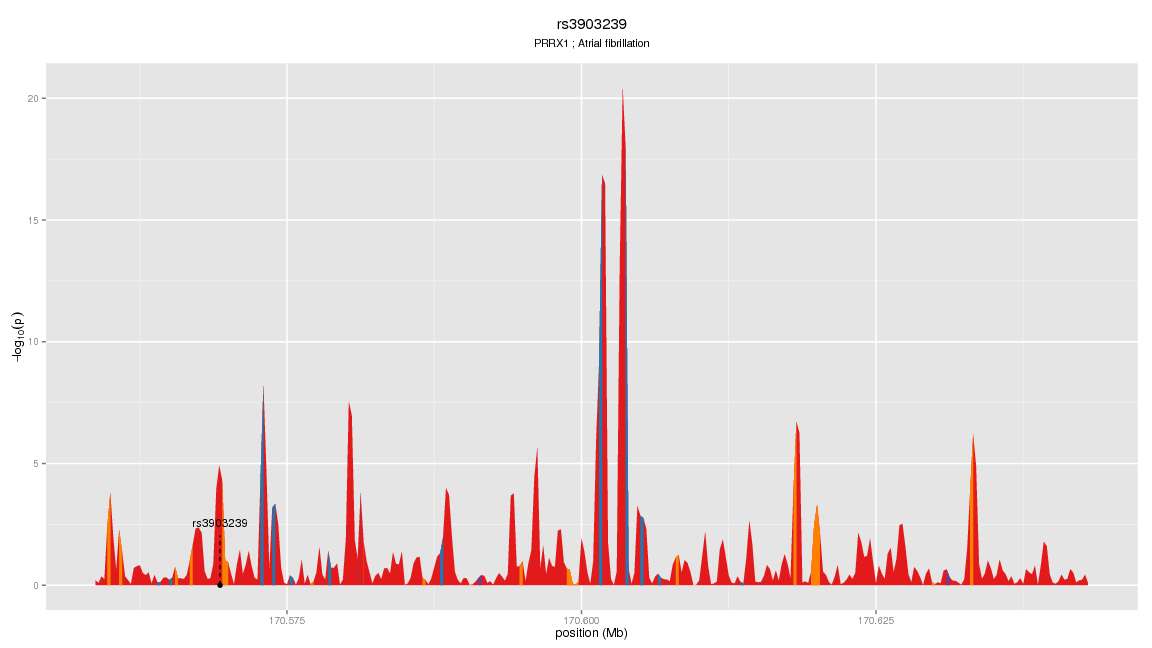 rs3903239
PRRX1 ; Atrial fibrillation
20
15
10
5
0
−log10(p)
rs3903239
170.575
170.600
170.625
position (Mb)